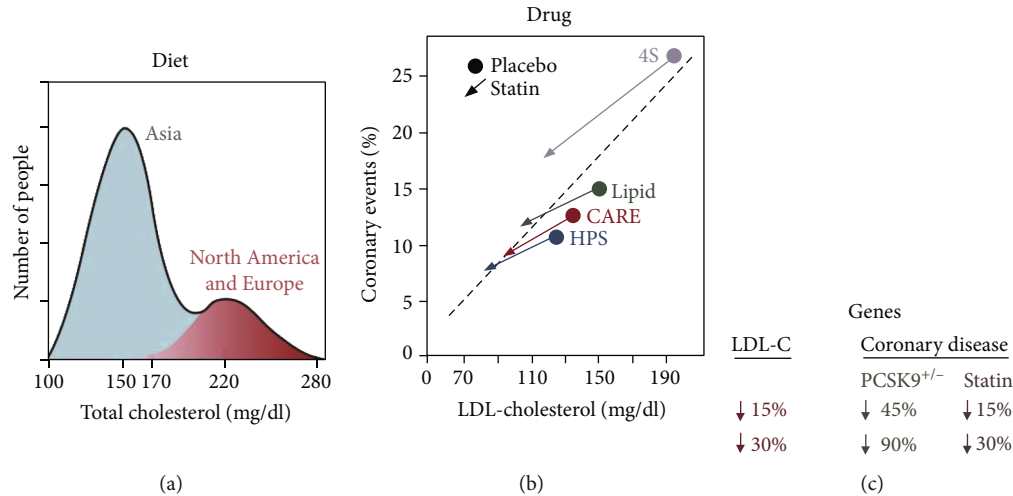 Diet
Number of people
Asia
North America
and Europe
100 150 170 220 280
Total cholesterol (mg/dl)
(a)
Drug
Coronary events (%)
25
20
15
10
5
0
Placebo
Statin
4S
Lipid
CARE
HPS
0 70 110 150 190
LDL-cholesterol (mg/dl)
(b)
Genes
LDL-C Coronary disease
PCSK9+/− Statin
↓ 15% ↓ 45% ↓ 15%
↓ 30% ↓ 90% ↓ 30%
(c)